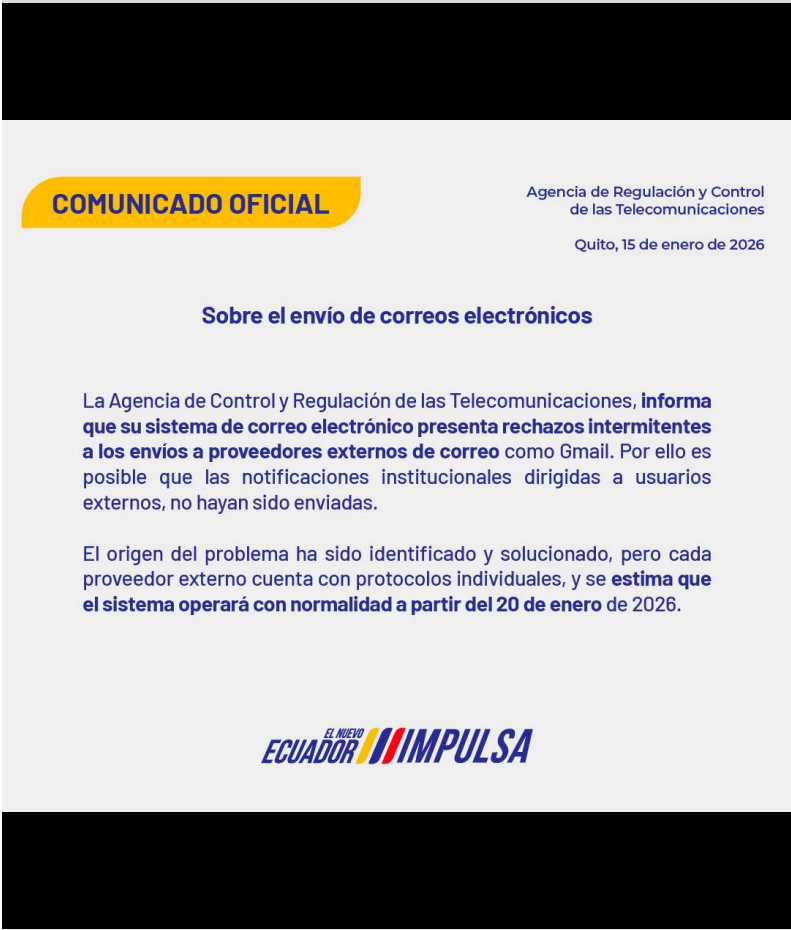 COMUNICADO OFICIAL
Agencia de Regulación y Control
de las Telecomunicaciones
Quito, 15 de enero de 2026
Sobre el envío de correos electrónicos
La Agencia de Control y Regulación de las Telecomunicaciones, informa
que su sistema de correo electrónico presenta rechazos intermitentes
a los envíos a proveedores externos de correo como Gmail. Por ello es
posible que las notificaciones institucionales dirigidas a usuarios
externos, no hayan sido enviadas.
El origen del problema ha sido identificado y solucionado, pero cada
proveedor externo cuenta con protocolos individuales, y se estima que
el sistema operará con normalidad a partir del 20 de enero de 2026.
EL NUEVO
ECUADOR IMPULSA